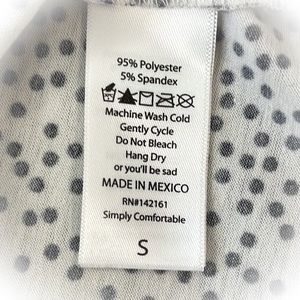 95% Polyester
5% Spandex
Machine Wash Cold
Gently Cycle
Do Not Bleach
Hang Dry
or you'll be sad
MADE IN MEXICO
RN#142161
Simply Comfortable
S